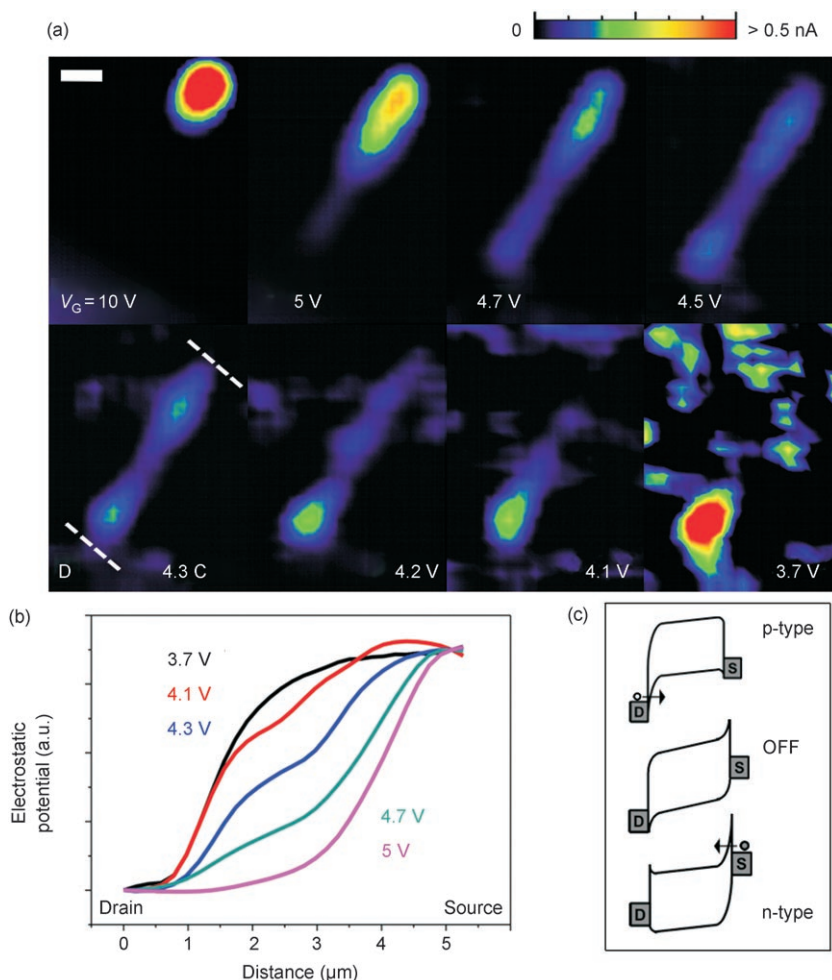 (a)
0 > 0.5 nA
VG = 10 V 5 V 4.7 V 4.5 V
D 4.3 C 4.2 V 4.1 V 3.7 V
(b)
3.7 V
4.1 V
4.3 V
4.7 V
5 V
Electrostatic
potential (a.u.)
Drain Source
0 1 2 3 4 5
Distance (μm)
(c)
p-type
S
D
OFF
S
D
S
D
n-type